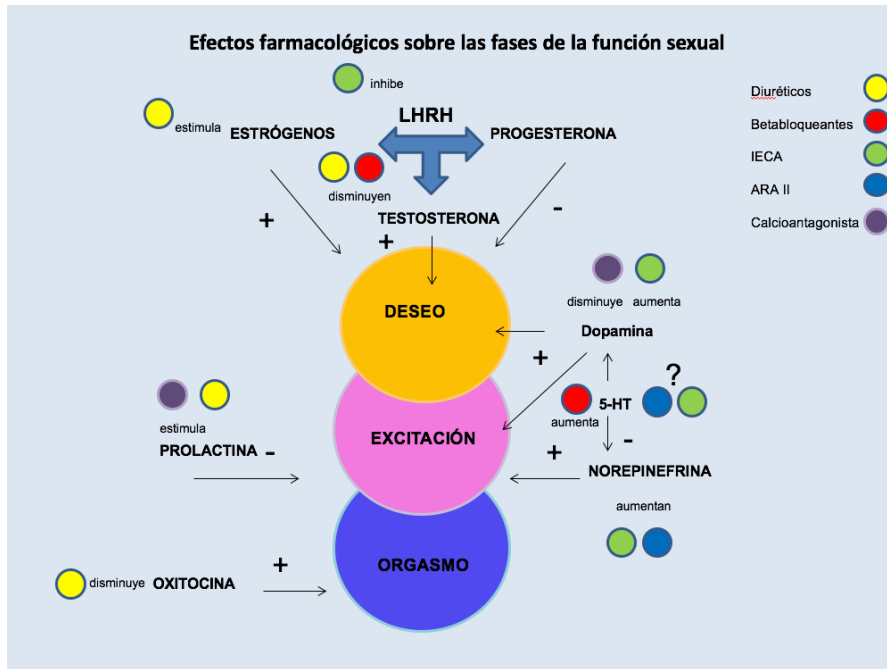 Efectos farmacológicos sobre las fases de la función sexual
inhibe
LHRH
estimula
ESTRÓGENOS
PROGESTERONA
disminuyen
TESTOSTERONA
+
+
-
Diuréticos
Betabloqueantes
IECA
ARA II
Calcioantagonista
DESEO
disminuye
aumenta
Dopamina
+
?
5-HT
aumenta
-
EXCITACIÓN
estimula
PROLACTINA -
+
NOREPINEFRINA
aumentan
ORGASMO
disminuye OXITOCINA
+